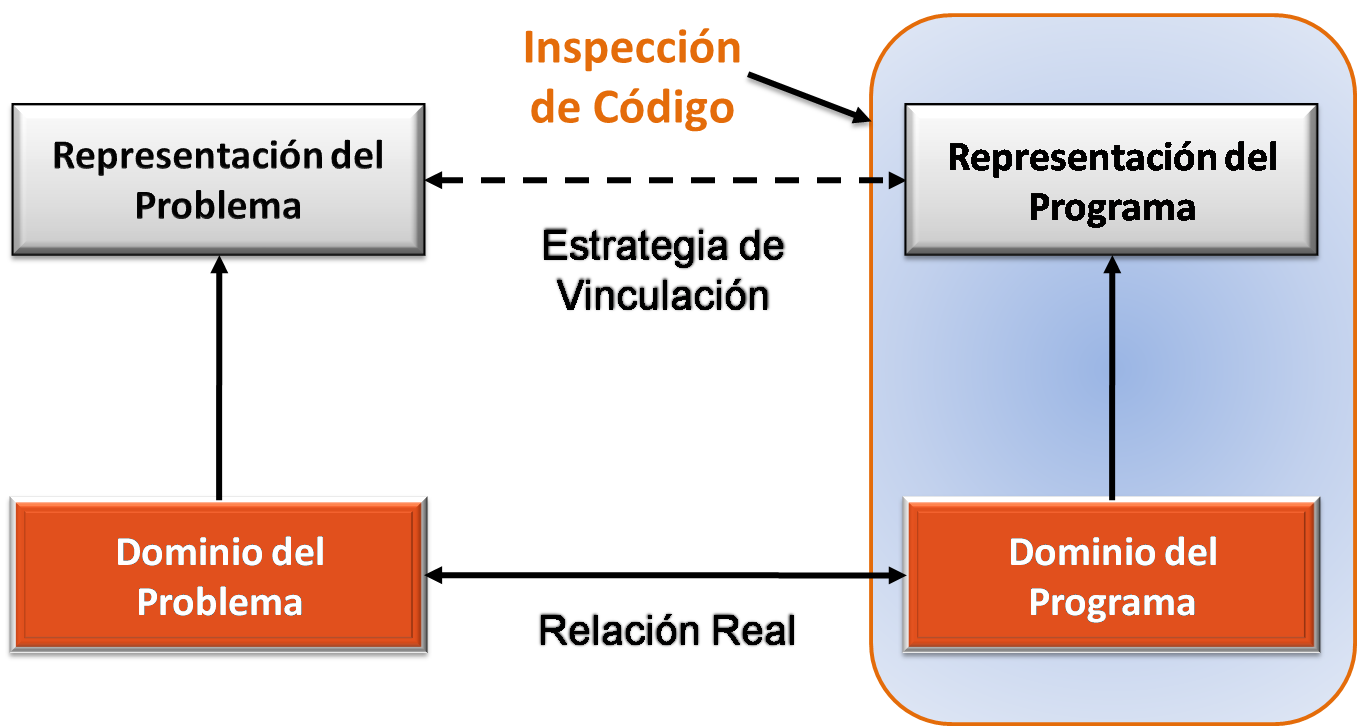 Inspección
de Código
Representación del
Problema
Representación del
Programa
Estrategia de
Vinculación
Dominio del
Problema
Dominio del
Programa
Relación Real